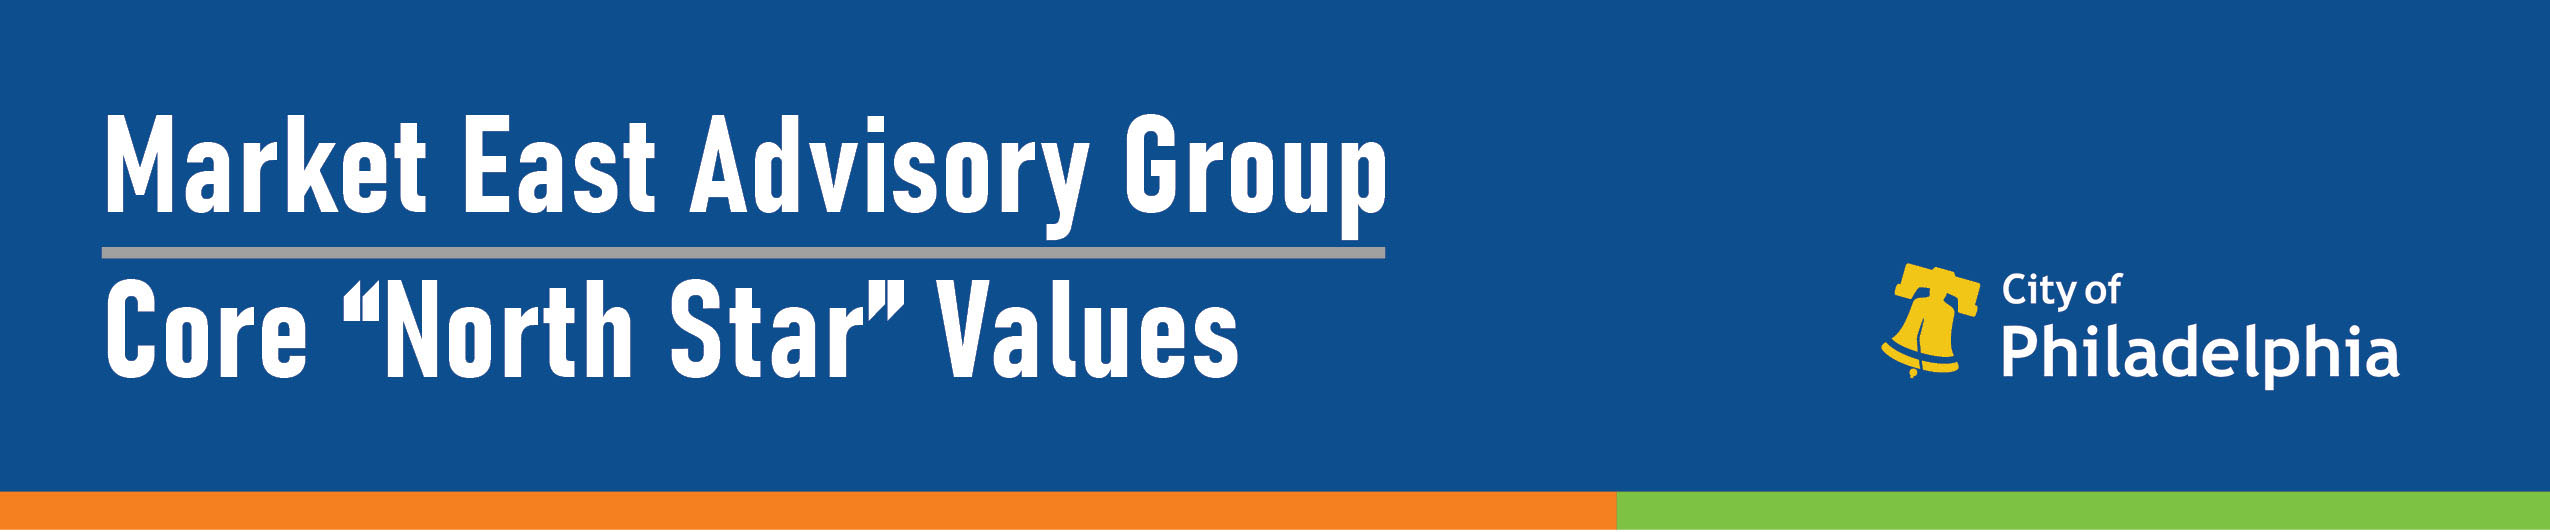 Market East Advisory Group
Core “North Star” Values
City of
Philadelphia